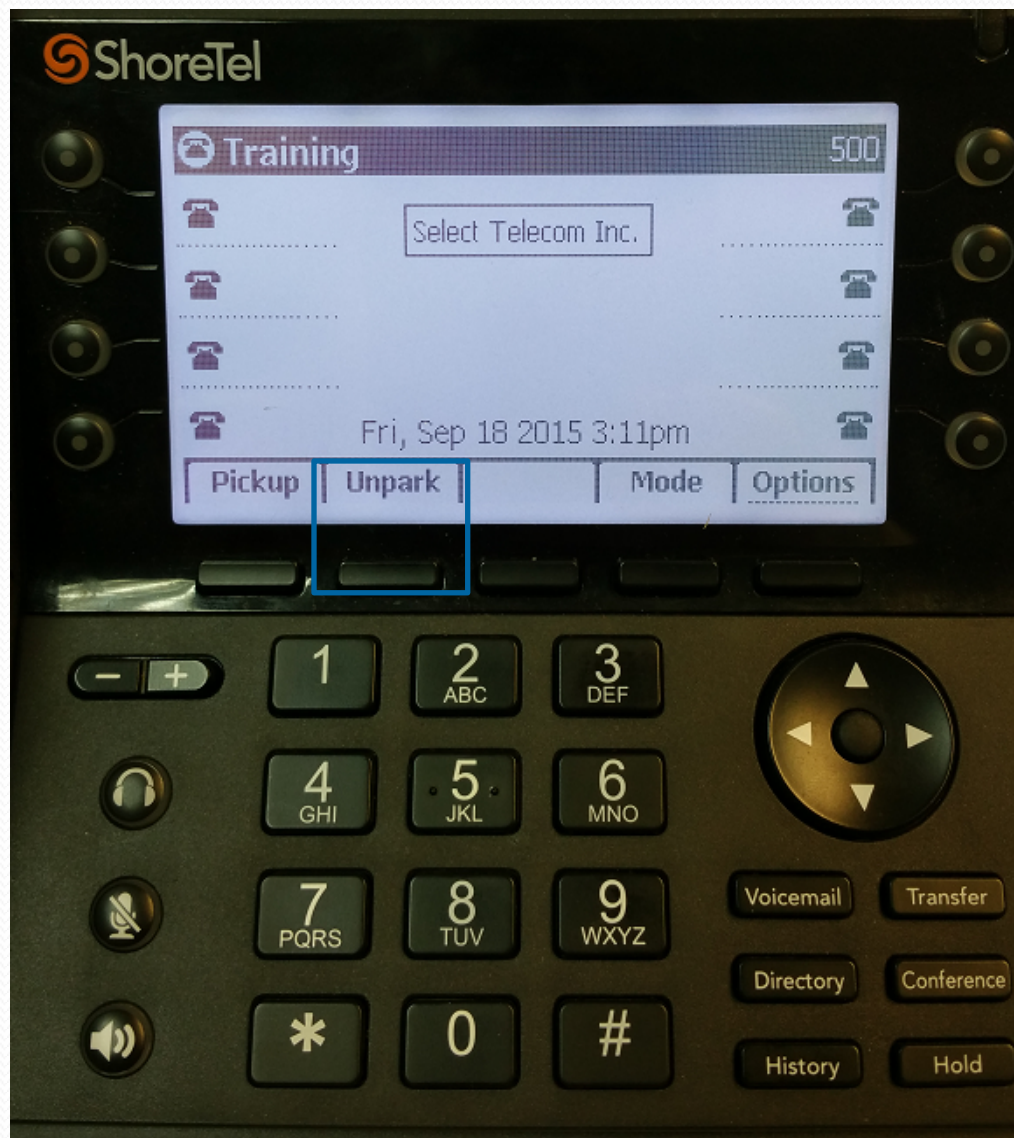 ShoreTel
Training 500
Select Telecom Inc.
Fri, Sep 18 2015 3:11pm
Pickup Unpark Mode Options
- +
1 2 ABC 3 DEF
4 GHI 5 JKL 6 MNO
7 PQRS 8 TUV 9 WXYZ
Voicemail Transfer
Directory Conference
* 0 #
History Hold